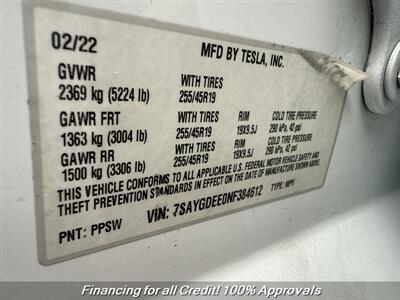 02/22 MFD BY TESLA, INC.
GVWR
2369 kg (5224 lb) WITH TIRES 255/45R19
GAWR FRT WITH TIRES RIM COLD TIRE PRESSURE
1363 kg (3004 lb) 255/45R19 19X9.5J 290 kPa, 42 psi
GAWR RR WITH TIRES RIM COLD TIRE PRESSURE
1500 kg (3306 lb) 255/45R19 19X9.5J 290 kPa, 42 psi
THIS VEHICLE CONFORMS TO ALL APPLICABLE U.S. FEDERAL MOTOR VEHICLE SAFETY AND
THEFT PREVENTION STANDARDS IN EFFECT ON THE DATE OF MANUFACTURE SHOWN ABOVE.
PNT: PPSW VIN: 7SAYGDEE0NF384612 TYPE: MPV
Financing for all Credit! 100% Approvals